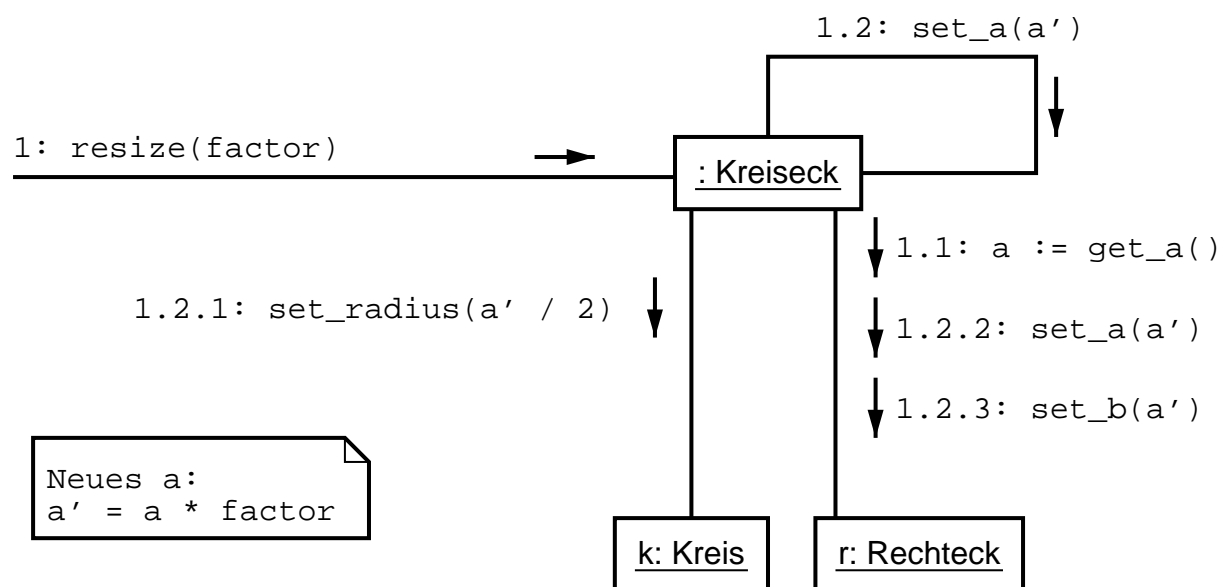 1.2: set_a(a′)
1: resize(factor)
: Kreiseck
1.1: a := get_a()
1.2.1: set_radius(a′ / 2)
1.2.2: set_a(a′)
1.2.3: set_b(a′)
Neues a:
a′ = a * factor
k: Kreis
r: Rechteck